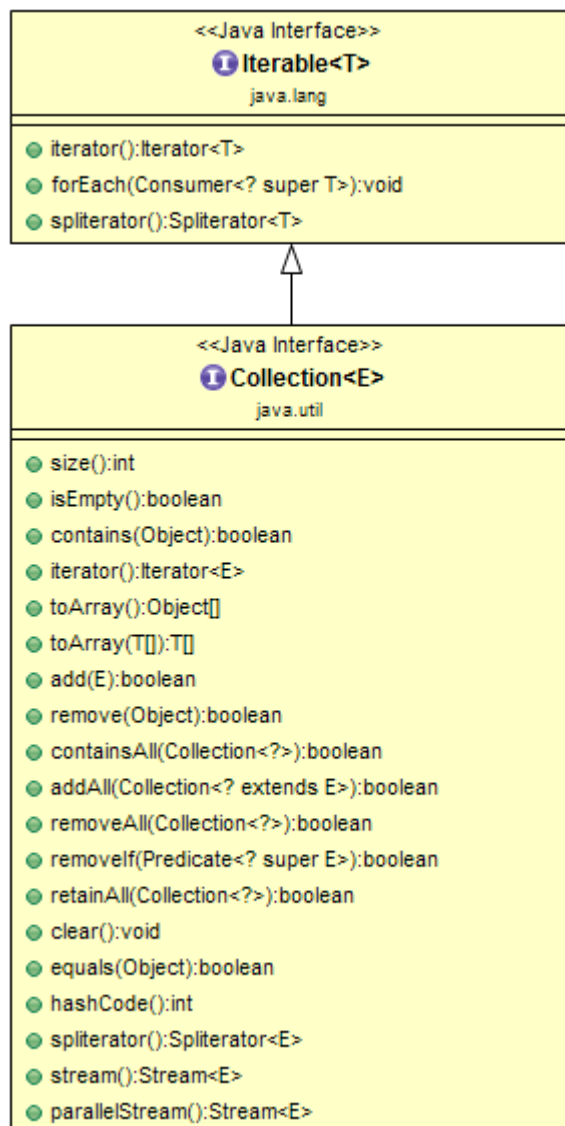 <<Java Interface>>
I Iterable<T>
java.lang
iterator():Iterator<T>
forEach(Consumer<? super T>):void
spliterator():Spliterator<T>
<<Java Interface>>
I Collection<E>
java.util
size():int
isEmpty():boolean
contains(Object):boolean
iterator():Iterator<E>
toArray():Object[]
toArray(T[]):T[]
add(E):boolean
remove(Object):boolean
containsAll(Collection<?>):boolean
addAll(Collection<? extends E>):boolean
removeAll(Collection<?>):boolean
removeIf(Predicate<? super E>):boolean
retainAll(Collection<?>):boolean
clear():void
equals(Object):boolean
hashCode():int
spliterator():Spliterator<E>
stream():Stream<E>
parallelStream():Stream<E>